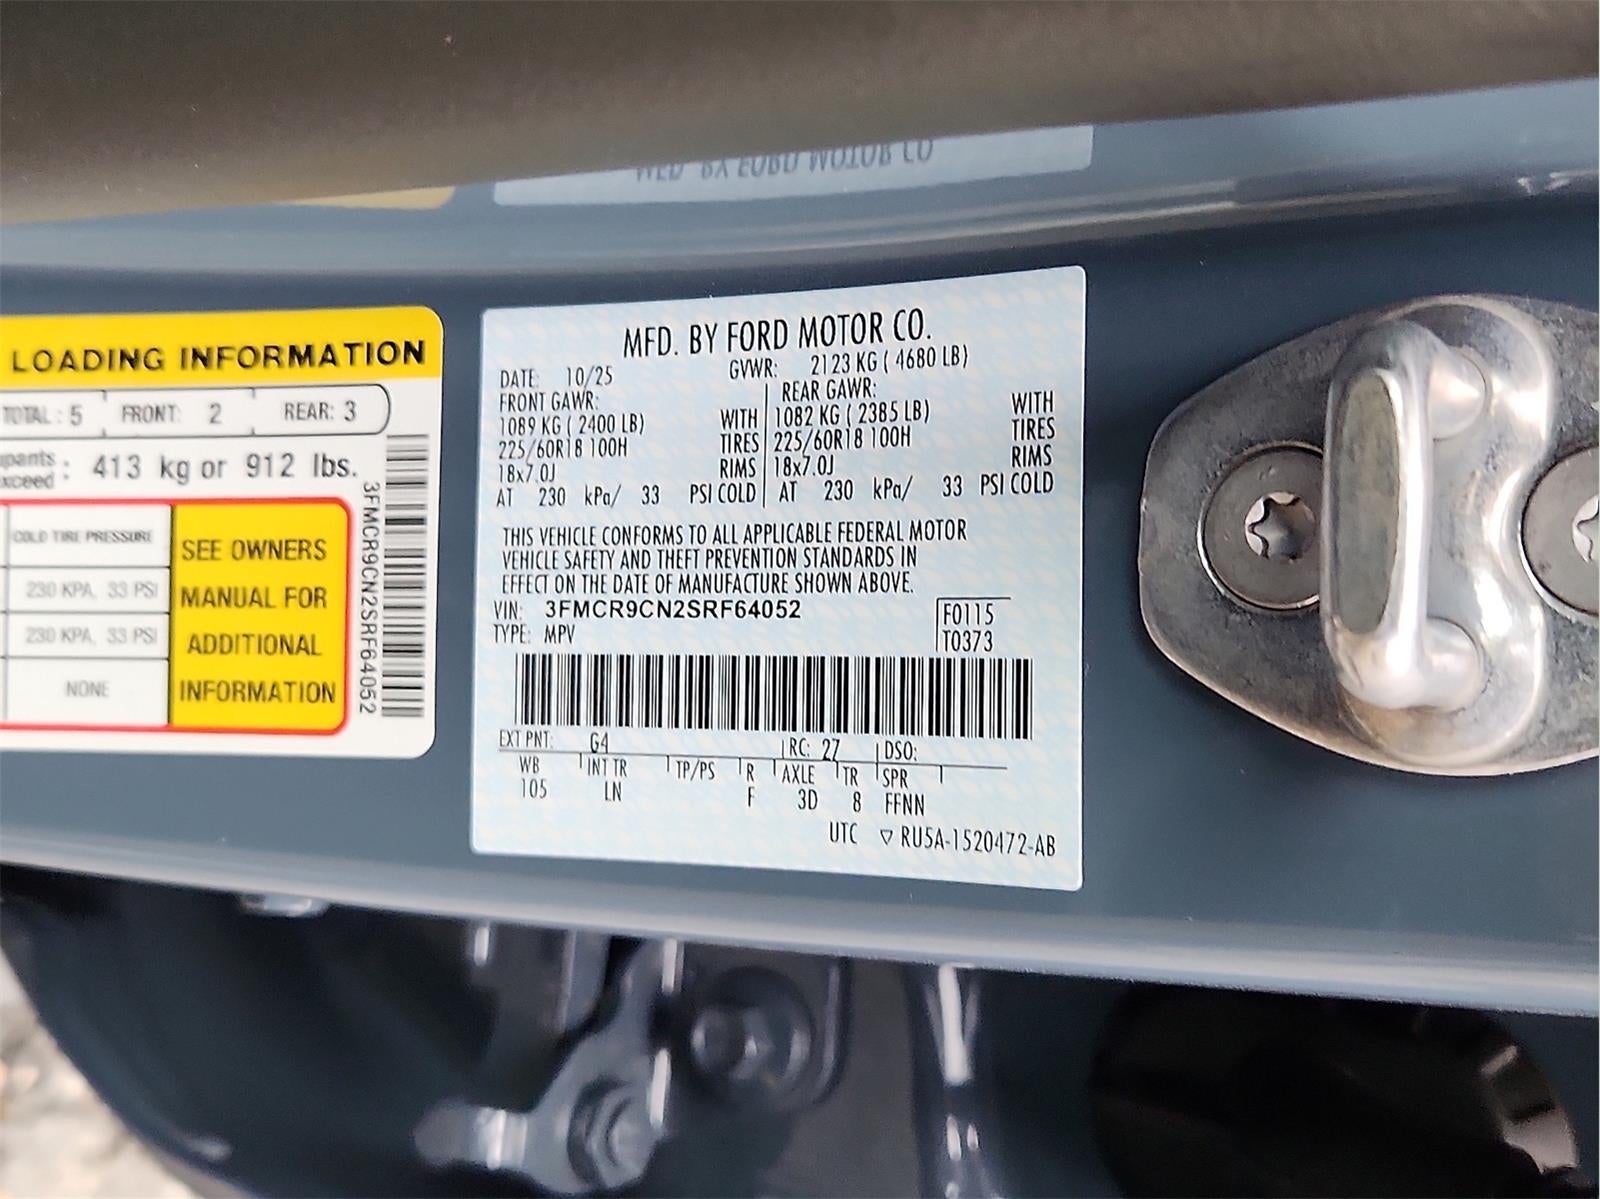 MFD. BY FORD MOTOR CO
LOADING INFORMATION
TOTAL: 5 FRONT: 2 REAR: 3
413 kg or 912 lbs.
COLD TIRE PRESSURE
230 KPA, 33 PSI
230 KPA, 33 PSI
NONE
SEE OWNERS
MANUAL FOR
ADDITIONAL
INFORMATION
3FMCR9CN2SRF64052
MFD. BY FORD MOTOR CO.
DATE: 10/25 GVWR: 2123 KG ( 4680 LB)
FRONT GAWR: REAR GAWR:
1089 KG ( 2400 LB) WITH 1082 KG ( 2385 LB) WITH
225/60R18 100H TIRES 225/60R18 100H TIRES
18x7.0J RIMS 18x7.0J RIMS
AT 230 kPa/ 33 PSI COLD AT 230 kPa/ 33 PSI COLD
THIS VEHICLE CONFORMS TO ALL APPLICABLE FEDERAL MOTOR
VEHICLE SAFETY AND THEFT PREVENTION STANDARDS IN
EFFECT ON THE DATE OF MANUFACTURE SHOWN ABOVE.
VIN: 3FMCR9CN2SRF64052 F0115
TYPE: MPV T0373
EXT PNT: G4 RC: 27 DSO:
WB INT TR TP/PS R AXLE TR SPR
105 LN F 3D 8 FFNN
UTC ▽ RU5A-1520472-AB